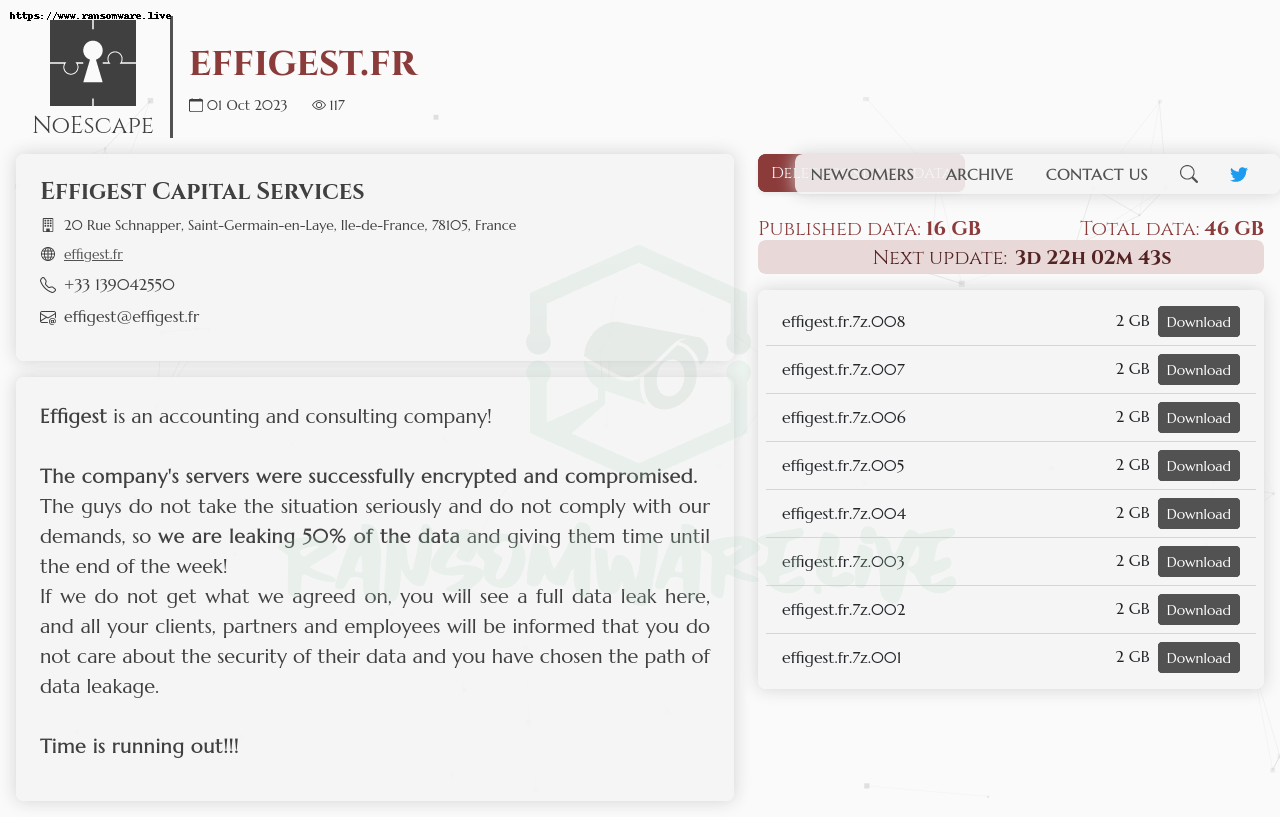 https://www.ransomware.live
NoEscape
effigest.fr
01 Oct 2023 117
Effigest Capital Services
20 Rue Schnapper, Saint-Germain-en-Laye, Ile-de-France, 78105, France
effigest.fr
+33 139042550
effigest@effigest.fr
Effigest is an accounting and consulting company!
The company's servers were successfully encrypted and compromised.
The guys do not take the situation seriously and do not comply with our
demands, so we are leaking 50% of the data and giving them time until
the end of the week!
If we do not get what we agreed on, you will see a full data leak here,
and all your clients, partners and employees will be informed that you do
not care about the security of their data and you have chosen the path of
data leakage.
Time is running out!!!
NEWCOMERS ARCHIVE CONTACT US
Published data: 16 GB Total data: 46 GB
Next update: 3d 22h 02m 43s
effigest.fr.7z.008 2 GB Download
effigest.fr.7z.007 2 GB Download
effigest.fr.7z.006 2 GB Download
effigest.fr.7z.005 2 GB Download
effigest.fr.7z.004 2 GB Download
effigest.fr.7z.003 2 GB Download
effigest.fr.7z.002 2 GB Download
effigest.fr.7z.001 2 GB Download
RANSOMWARE.LIVE